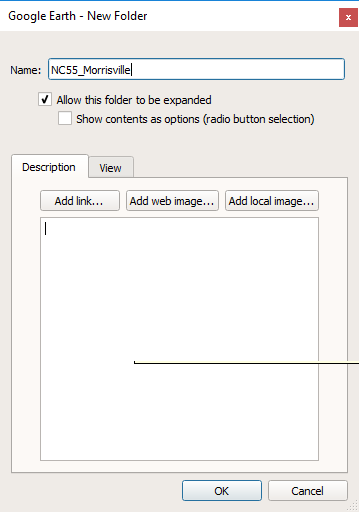 Google Earth - New Folder
x
Name: NC55_Morrisville
Allow this folder to be expanded
Show contents as options (radio button selection)
Description View
Add link... Add web image... Add local image...
OK Cancel